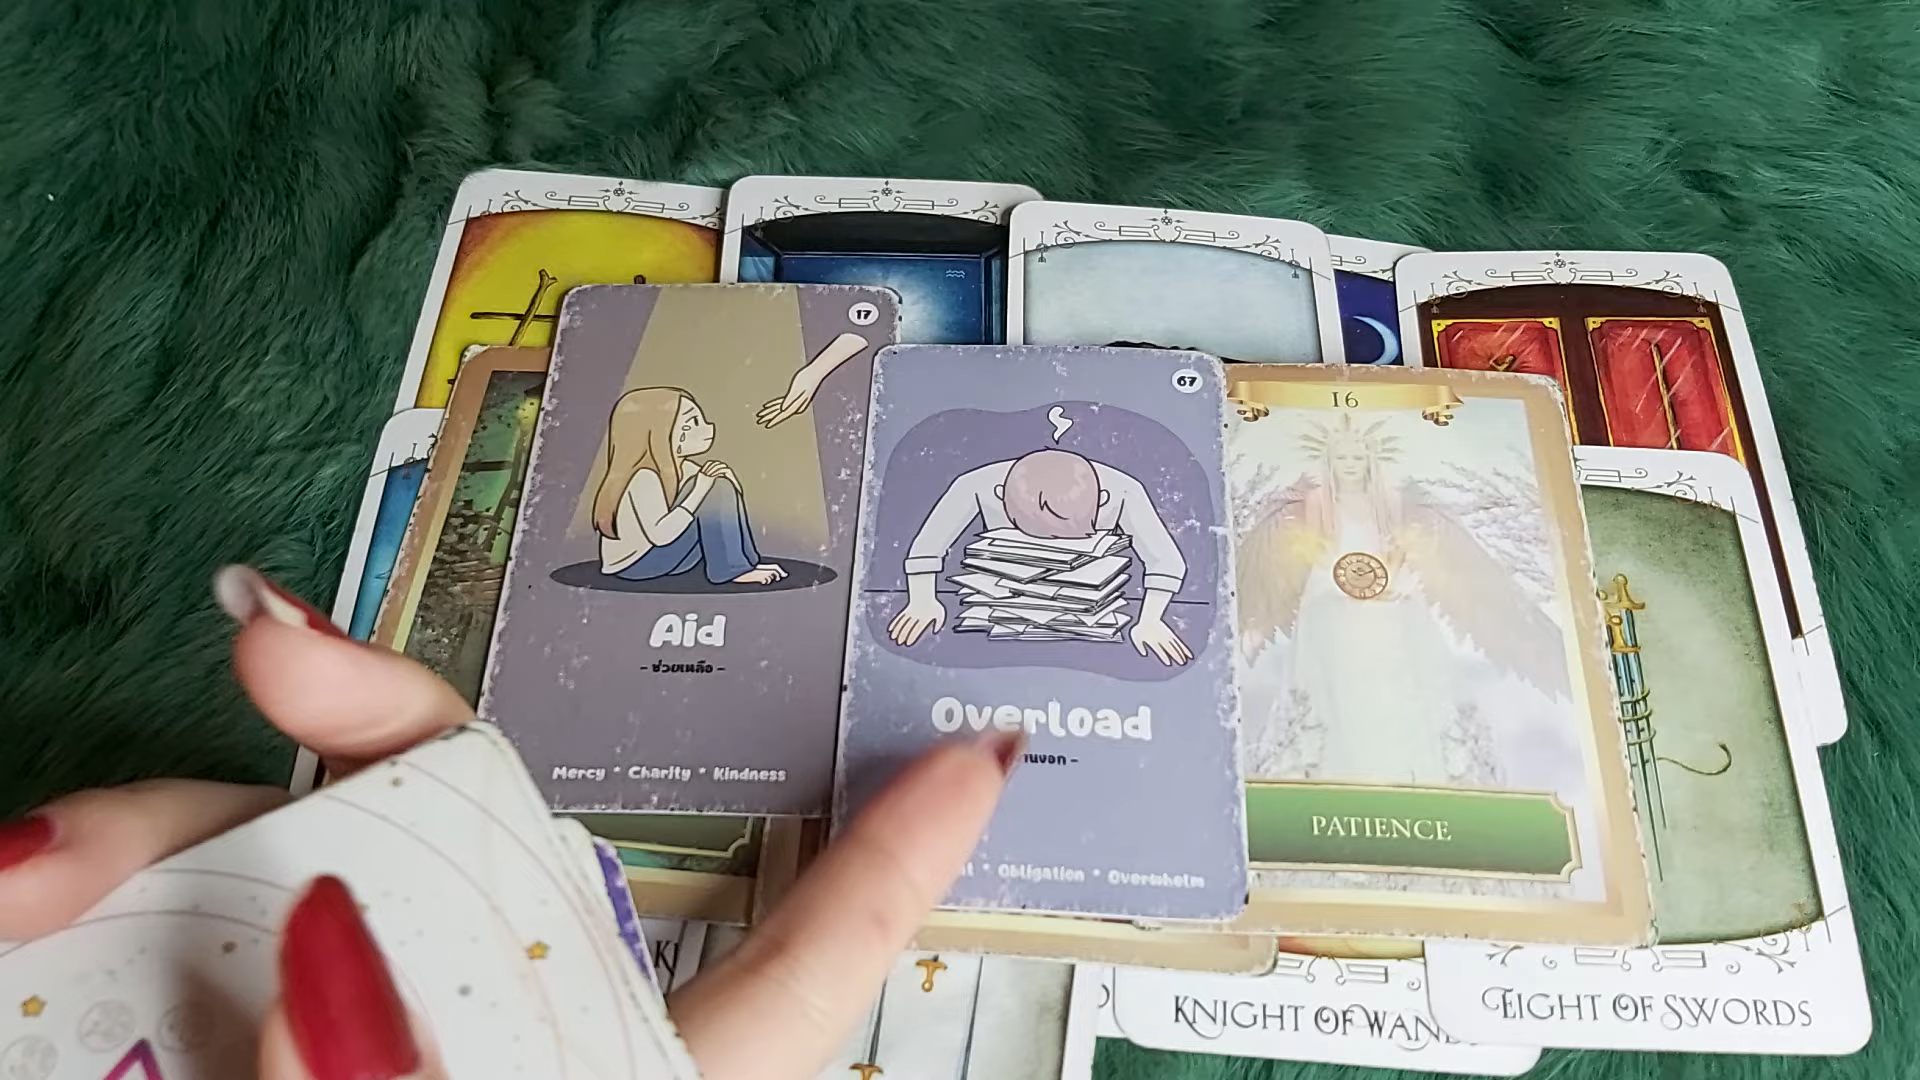 17
Aid
- ช่วยเหลือ -
Mercy * Charity * Kindness
67
Overload
* Obligation * Overwhelm
16
PATIENCE
KNIGHT OF
EIGHT OF SWORDS